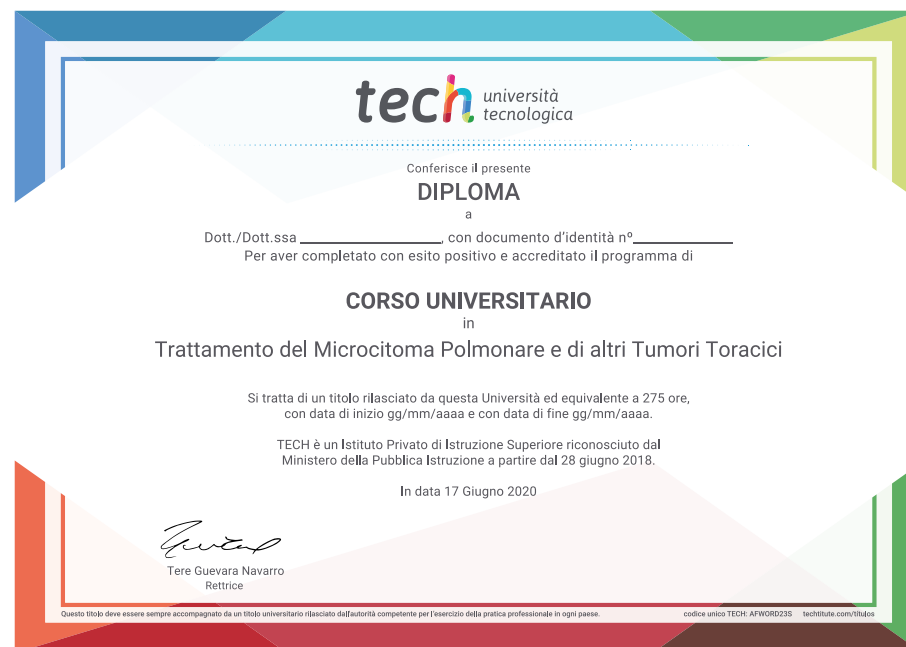 tech università
tecnologica
Conferisce il presente
DIPLOMA
a
Dott./Dott.ssa ____________________, con documento d'identità nº______________
Per aver completato con esito positivo e accreditato il programma di
CORSO UNIVERSITARIO
in
Trattamento del Microcitoma Polmonare e di altri Tumori Toracici
Si tratta di un titolo rilasciato da questa Università ed equivalente a 275 ore,
con data di inizio gg/mm/aaaa e con data di fine gg/mm/aaaa.
TECH è un Istituto Privato di Istruzione Superiore riconosciuto dal
Ministero della Pubblica Istruzione a partire dal 28 giugno 2018.
In data 17 Giugno 2020
Tere Guevara Navarro
Rettrice
Questo titolo deve essere sempre accompagnato da un titolo universitario rilasciato dall'autorità competente per l'esercizio della pratica professionale in ogni paese. codice unico TECH: AFWORD23S techtitute.com/titulos